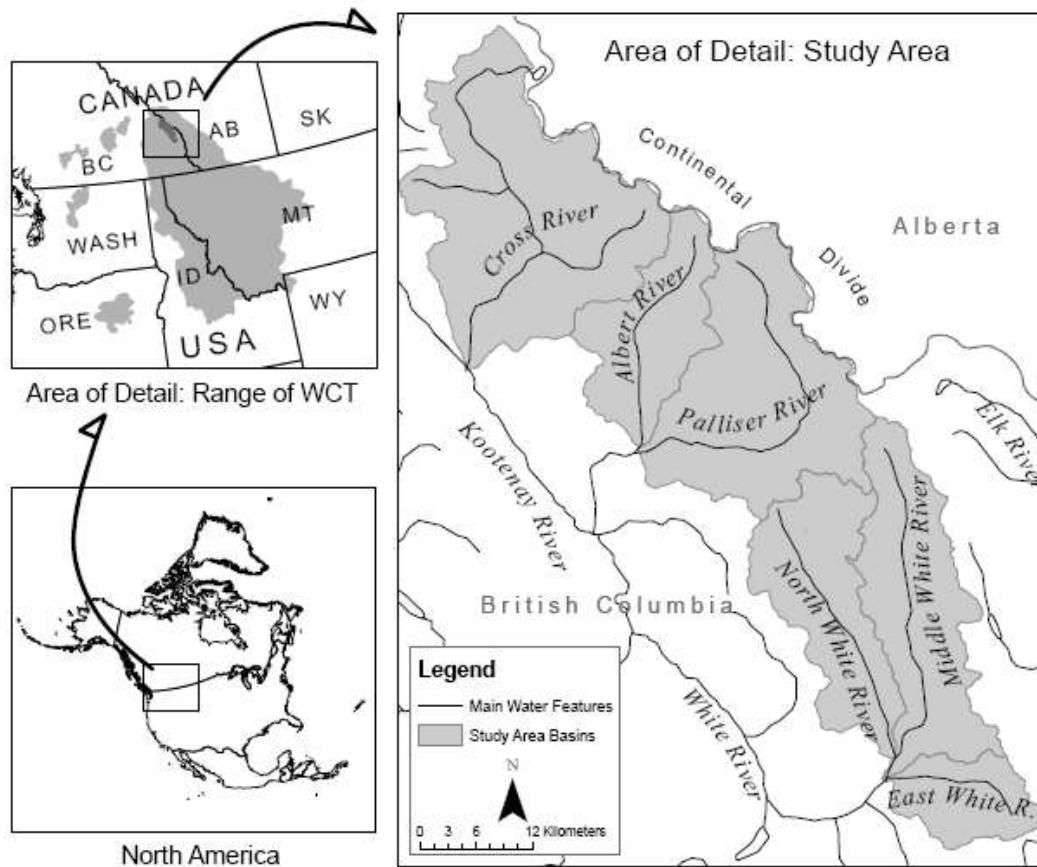 CANADA
AB
SK
BC
MT
WASH
ID
WY
ORE
USA
Area of Detail: Range of WCT
North America
Area of Detail: Study Area
Continental
Divide
Alberta
Cross River
Albert River
Palliser River
Elk River
Kootenay River
British Columbia
North White River
Middle White River
White River
East White R.
Legend
Main Water Features
Study Area Basins
N
0 3 6 12 Kilometers